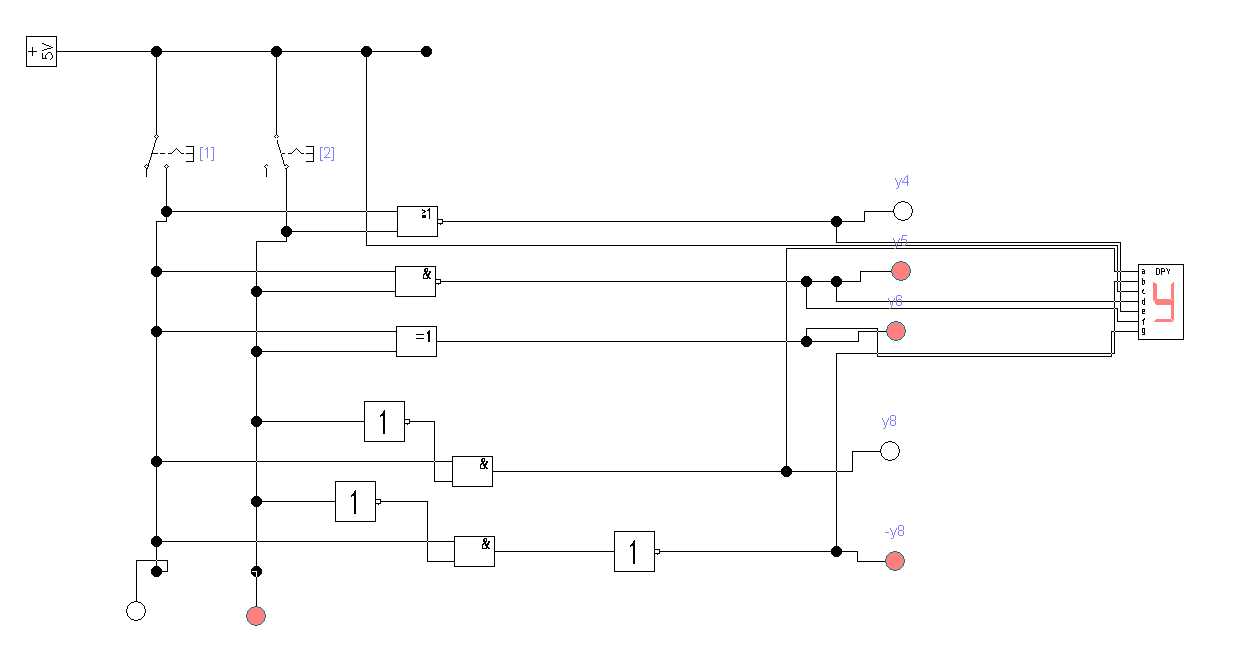 + 5V
[1]
[2]
y4
≥1
y5
&
a DPY
b
c
d
e
f
g
y
y6
=1
1
y8
&
1
&
1
-y8